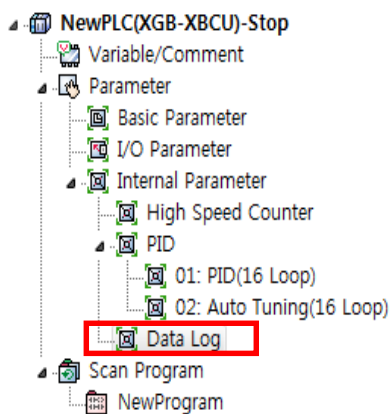 NewPLC(XGB-XBCU)-Stop
Variable/Comment
Parameter
Basic Parameter
I/O Parameter
Internal Parameter
High Speed Counter
PID
01: PID(16 Loop)
02: Auto Tuning(16 Loop)
Data Log
Scan Program
NewProgram